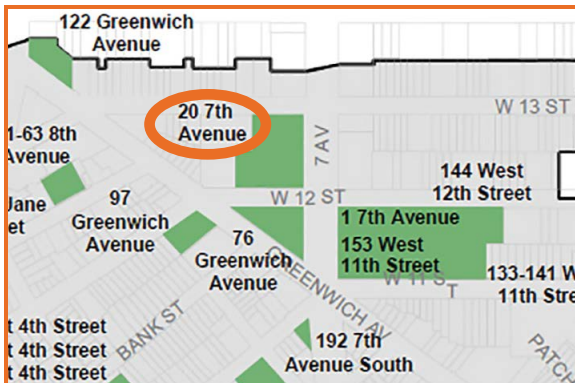 122 Greenwich
Avenue
20 7th
Avenue
W 13 ST
7 AV
1-63 8th
Avenue
144 West
12th Street
Jane
et
97
Greenwich
Avenue
W 12 ST
1 7th Avenue
153 West
11th Street
76
Greenwich
Avenue
GREENWICH AV
W 11 S
T
133-141 W
11th Stre
BANK ST
t 4th Street
t 4th Street
t 4th Street
192 7th
Avenue South
PATCH